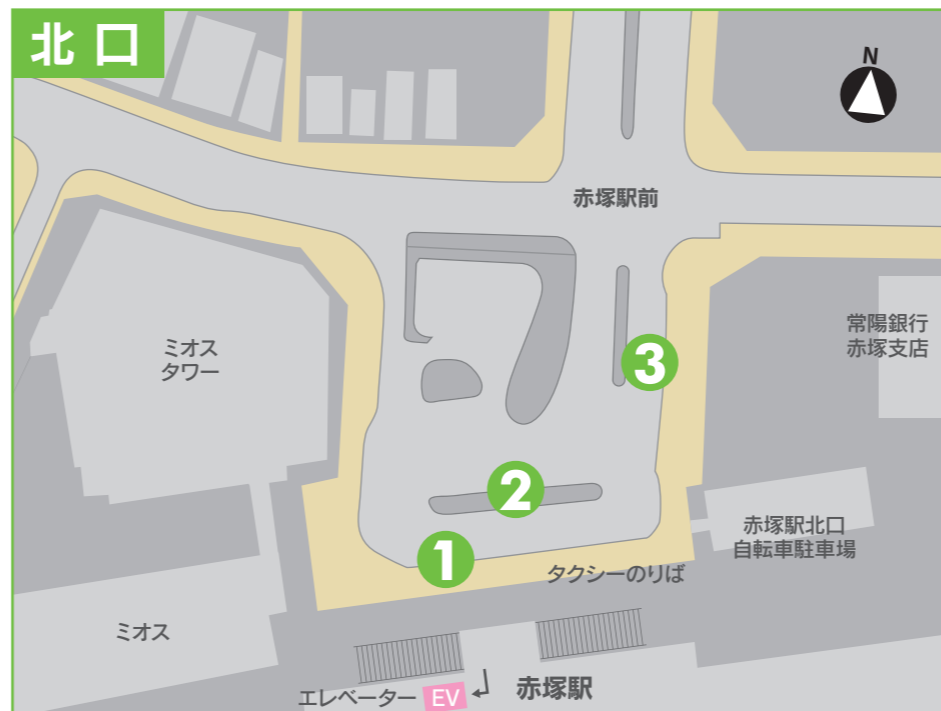 北口
N
赤塚駅前
常陽銀行
赤塚支店
ミオス
タワー
3
2
赤塚駅北口
自転車駐車場
1
タクシーのりば
ミオス
エレベーター EV
赤塚駅